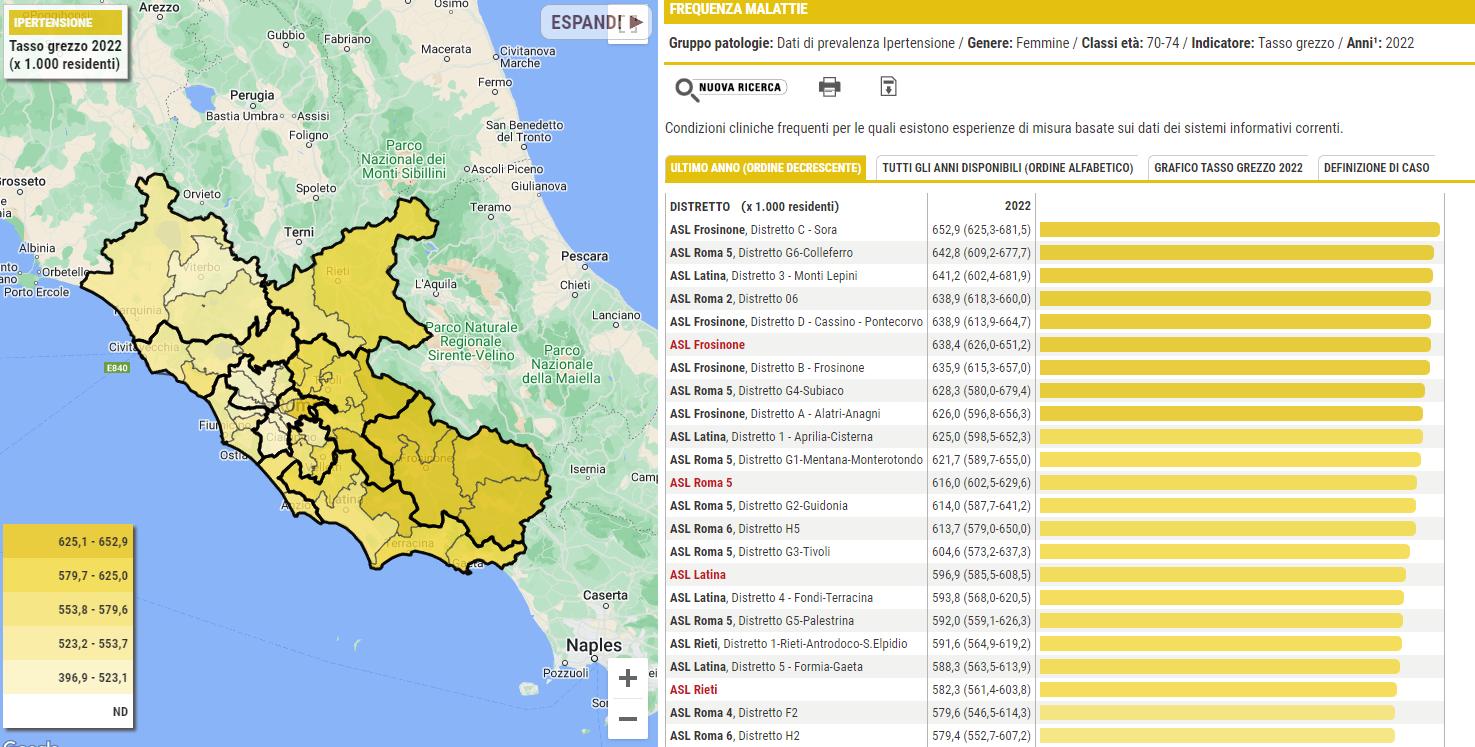 IPERTENSIONE
Tasso grezzo 2022
(x 1.000 residenti)
ESPANDI
Arezzo
Osimo
Gubbio
Fabriano
Macerata
Civitanova
Marche
Fermo
Perugia
Bastia Umbra
Assisi
Foligno
San Benedetto
del Tronto
Parco
Nazionale dei
Monti Sibillini
Ascoli Piceno
Grosseto
Orvieto
Spoleto
Giulianova
Teramo
Terni
Albinia
Orbetello
Porto Ercole
Viterbo
Rieti
L'Aquila
Pescara
Chieti
Tarquinia
Lanciano
Civitavecchia
Parco Naturale
Regionale
Sirente-Velino
Parco
Nazionale
della Maiella
E840
Tivoli
Fiumicino
Ciampino
Ostia
Velletri
Frosinone
Isernia
Anzio
Latina
Terracina
Gaeta
Caserta
Naples
Pozzuoli
625,1 - 652,9
579,7 - 625,0
553,8 - 579,6
523,2 - 553,7
396,9 - 523,1
ND
FREQUENZA MALATTIE
Gruppo patologie: Dati di prevalenza Ipertensione / Genere: Femmine / Classi età: 70-74 / Indicatore: Tasso grezzo / Anni¹: 2022
NUOVA RICERCA
Condizioni cliniche frequenti per le quali esistono esperienze di misura basate sui dati dei sistemi informativi correnti.
ULTIMO ANNO (ORDINE DECRESCENTE) TUTTI GLI ANNI DISPONIBILI (ORDINE ALFABETICO) GRAFICO TASSO GREZZO 2022 DEFINIZIONE DI CASO
DISTRETTO (x 1.000 residenti) 2022
ASL Frosinone, Distretto C - Sora 652,9 (625,3-681,5)
ASL Roma 5, Distretto G6-Colleferro 642,8 (609,2-677,7)
ASL Latina, Distretto 3 - Monti Lepini 641,2 (602,4-681,9)
ASL Roma 2, Distretto 06 638,9 (618,3-660,0)
ASL Frosinone, Distretto D - Cassino - Pontecorvo 638,9 (613,9-664,7)
ASL Frosinone 638,4 (626,0-651,2)
ASL Frosinone, Distretto B - Frosinone 635,9 (615,3-657,0)
ASL Roma 5, Distretto G4-Subiaco 628,3 (580,0-679,4)
ASL Frosinone, Distretto A - Alatri-Anagni 626,0 (596,8-656,3)
ASL Latina, Distretto 1 - Aprilia-Cisterna 625,0 (598,5-652,3)
ASL Roma 5, Distretto G1-Mentana-Monterotondo 621,7 (589,7-655,0)
ASL Roma 5 616,0 (602,5-629,6)
ASL Roma 5, Distretto G2-Guidonia 614,0 (587,7-641,2)
ASL Roma 6, Distretto H5 613,7 (579,0-650,0)
ASL Roma 5, Distretto G3-Tivoli 604,6 (573,2-637,3)
ASL Latina 596,9 (585,5-608,5)
ASL Latina, Distretto 4 - Fondi-Terracina 593,8 (568,0-620,5)
ASL Roma 5, Distretto G5-Palestrina 592,0 (559,1-626,3)
ASL Rieti, Distretto 1-Rieti-Antrodoco-S.Elpidio 591,6 (564,9-619,2)
ASL Latina, Distretto 5 - Formia-Gaeta 588,3 (563,5-613,9)
ASL Rieti 582,3 (561,4-603,8)
ASL Roma 4, Distretto F2 579,6 (546,5-614,3)
ASL Roma 6, Distretto H2 579,4 (552,7-607,2)